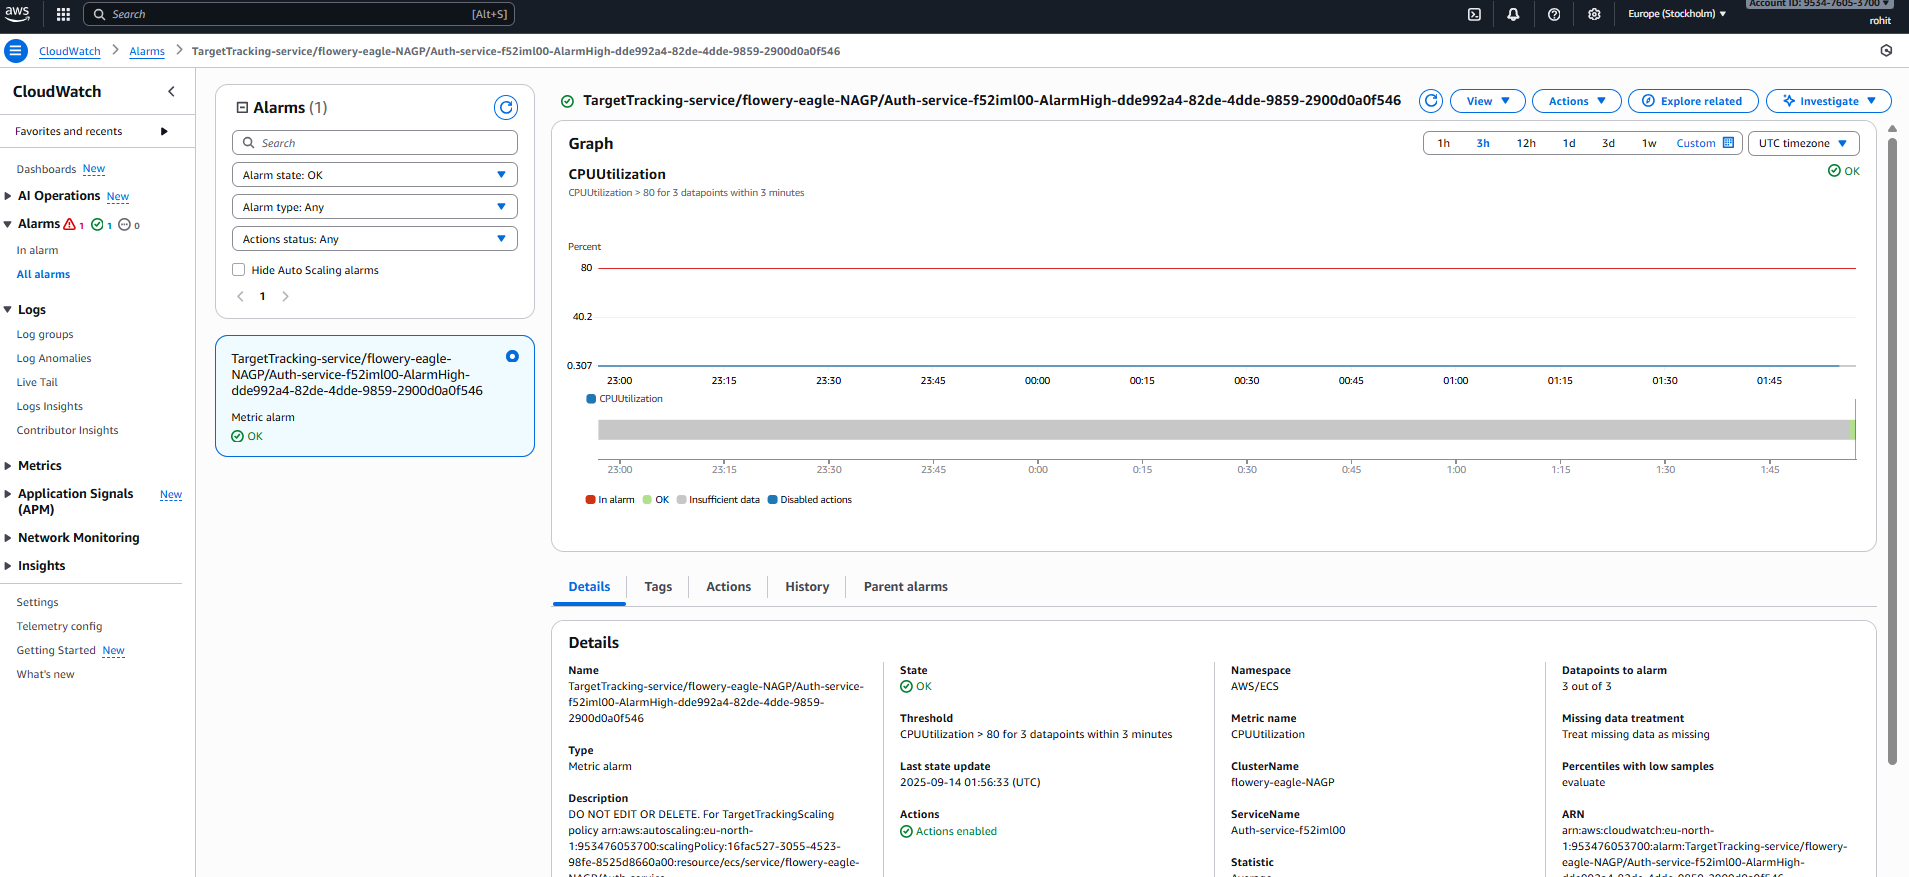 aws
Search [Alt+S]
Europe (Stockholm)
Account ID: 9534-7605-3700
rohit
CloudWatch
Alarms
TargetTracking-service/flowery-eagle-NAGP/Auth-service-f52iml00-AlarmHigh-dde992a4-82de-4dde-9859-2900d0a0f546
CloudWatch
Favorites and recents
Dashboards New
AI Operations New
Alarms 1 1 0
In alarm
All alarms
Logs
Log groups
Log Anomalies
Live Tail
Logs Insights
Contributor Insights
Metrics
Application Signals New
(APM)
Network Monitoring
Insights
Settings
Telemetry config
Getting Started New
What's new
Alarms (1)
Search
Alarm state: OK
Alarm type: Any
Actions status: Any
Hide Auto Scaling alarms
1
TargetTracking-service/flowery-eagle-
NAGP/Auth-service-f52iml00-AlarmHigh-
dde992a4-82de-4dde-9859-2900d0a0f546
Metric alarm
OK
TargetTracking-service/flowery-eagle-NAGP/Auth-service-f52iml00-AlarmHigh-dde992a4-82de-4dde-9859-2900d0a0f546
View
Actions
Explore related
Investigate
Graph
1h 3h 12h 1d 3d 1w Custom
UTC timezone
CPUUtilization
OK
CPUUtilization > 80 for 3 datapoints within 3 minutes
Percent
80
40.2
0.307
23:00 23:15 23:30 23:45 00:00 00:15 00:30 00:45 01:00 01:15 01:30 01:45
CPUUtilization
23:00 23:15 23:30 23:45 0:00 0:15 0:30 0:45 1:00 1:15 1:30 1:45
In alarm OK Insufficient data Disabled actions
Details Tags Actions History Parent alarms
Details
Name
TargetTracking-service/flowery-eagle-NAGP/Auth-service-
f52iml00-AlarmHigh-dde992a4-82de-4dde-9859-
2900d0a0f546
Type
Metric alarm
Description
DO NOT EDIT OR DELETE. For TargetTrackingScaling
policy arn:aws:autoscaling:eu-north-
1:953476053700:scalingPolicy:16fac527-3055-4523-
98fe-8525d8660a00:resource/ecs/service/flowery-eagle-
NAGP/Auth-service-
State
OK
Threshold
CPUUtilization > 80 for 3 datapoints within 3 minutes
Last state update
2025-09-14 01:56:33 (UTC)
Actions
Actions enabled
Namespace
AWS/ECS
Metric name
CPUUtilization
ClusterName
flowery-eagle-NAGP
ServiceName
Auth-service-f52iml00
Statistic
Average
Datapoints to alarm
3 out of 3
Missing data treatment
Treat missing data as missing
Percentiles with low samples
evaluate
ARN
arn:aws:cloudwatch:eu-north-
1:953476053700:alarm:TargetTracking-service/flowery-
eagle-NAGP/Auth-service-f52iml00-AlarmHigh-
dde992a4-82de-4dde-9859-2900d0a0f546